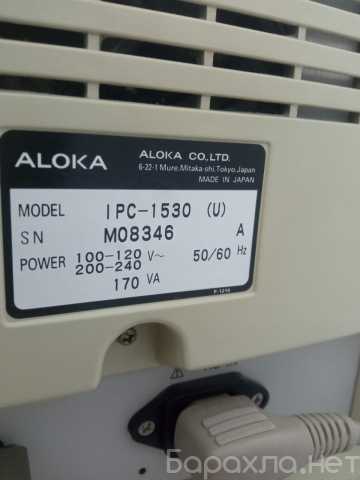 ALOKA
ALOKA CO., LTD.
6-22-1 Mure, Mitaka-shi, Tokyo, Japan
MADE IN JAPAN
MODEL IPC-1530 (U)
SN M08346 A
POWER 100-120 V~ 50/60 Hz
200-240
170 VA
Барахла.нет